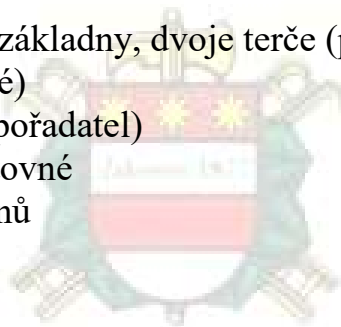 základny, dvoje terče (p
é)
pořadatel)
ovné
nů